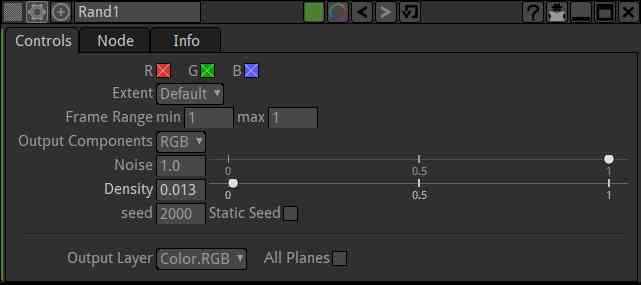 Rand1
Controls Node Info
R G B
Extent Default
Frame Range min 1 max 1
Output Components RGB
Noise 1.0 0 0.5 1
Density 0.013 0 0.5 1
seed 2000 Static Seed
Output Layer Color.RGB All Planes